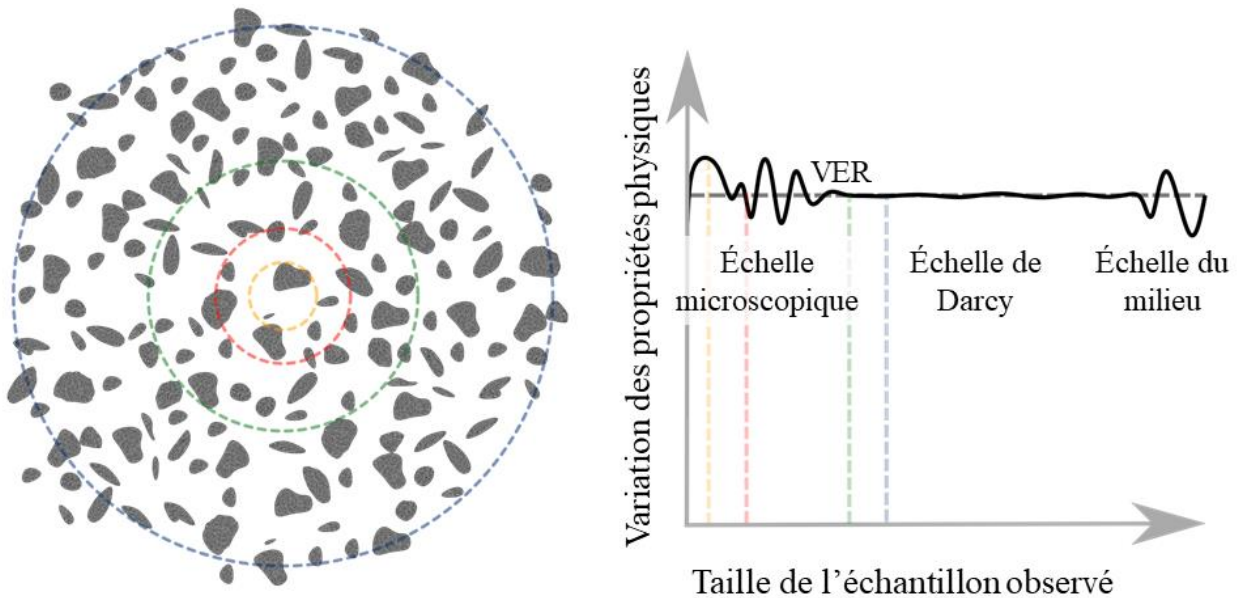 Variation des propriétés physiques
VER
Échelle
microscopique
Échelle de
Darcy
Échelle du
milieu
Taille de l'échantillon observé